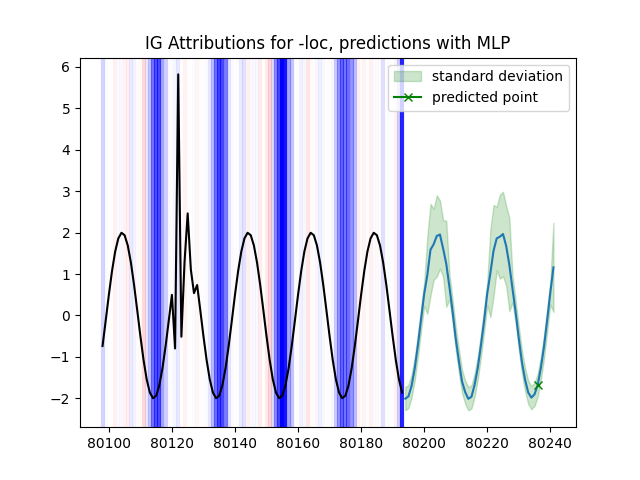 IG Attributions for -loc, predictions with MLP
standard deviation
predicted point
6
5
4
3
2
1
0
−1
−2
80100 80120 80140 80160 80180 80200 80220 80240